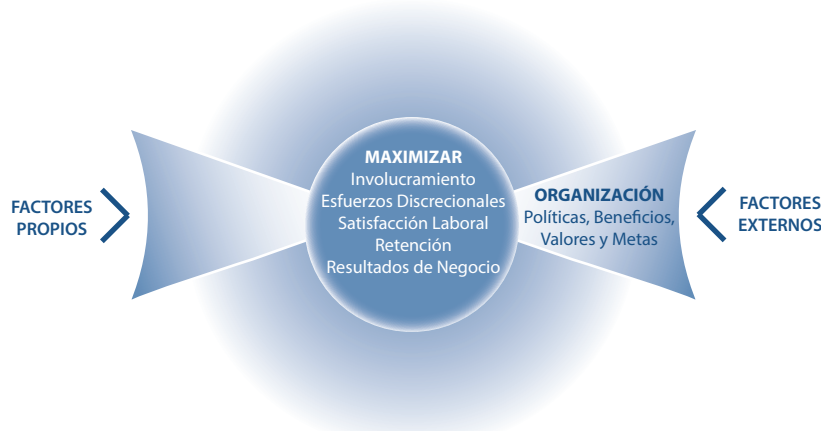 FACTORES
PROPIOS
MAXIMIZAR
Involucramiento
Esfuerzos Discrecionales
Satisfacción Laboral
Retención
Resultados de Negocio
ORGANIZACIÓN
Políticas, Beneficios,
Valores y Metas
FACTORES
EXTERNOS